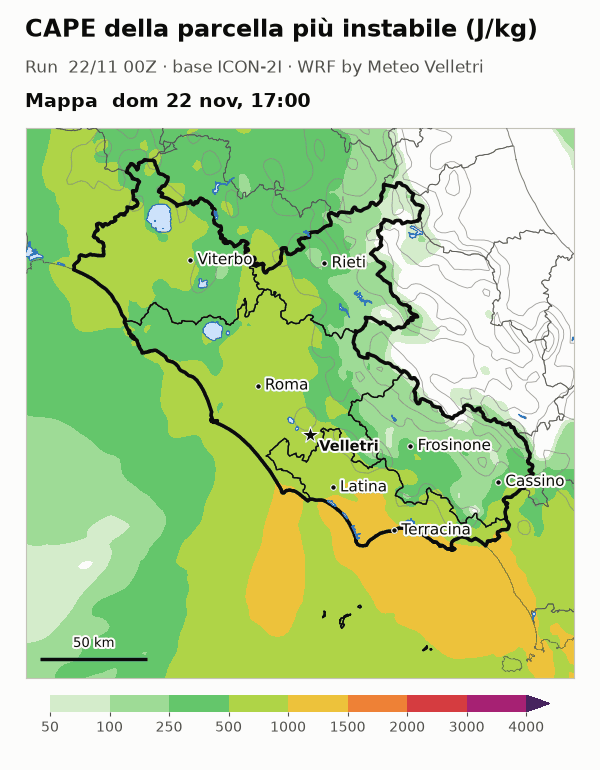 CAPE della parcella più instabile (J/kg)
Run 22/11 00Z · base ICON-2I · WRF by Meteo Velletri
Mappa dom 22 nov, 17:00
Viterbo
Rieti
Roma
Velletri
Frosinone
Latina
Cassino
Terracina
50 km
50 100 250 500 1000 1500 2000 3000 4000